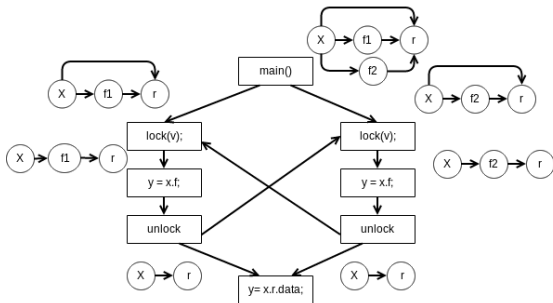 X f1 r
f2
main()
X f1 r
X f2 r
lock(v);
lock(v);
X f1 r
X f2 r
y = x.f;
y = x.f;
unlock
unlock
X r
y= x.r.data;
X r